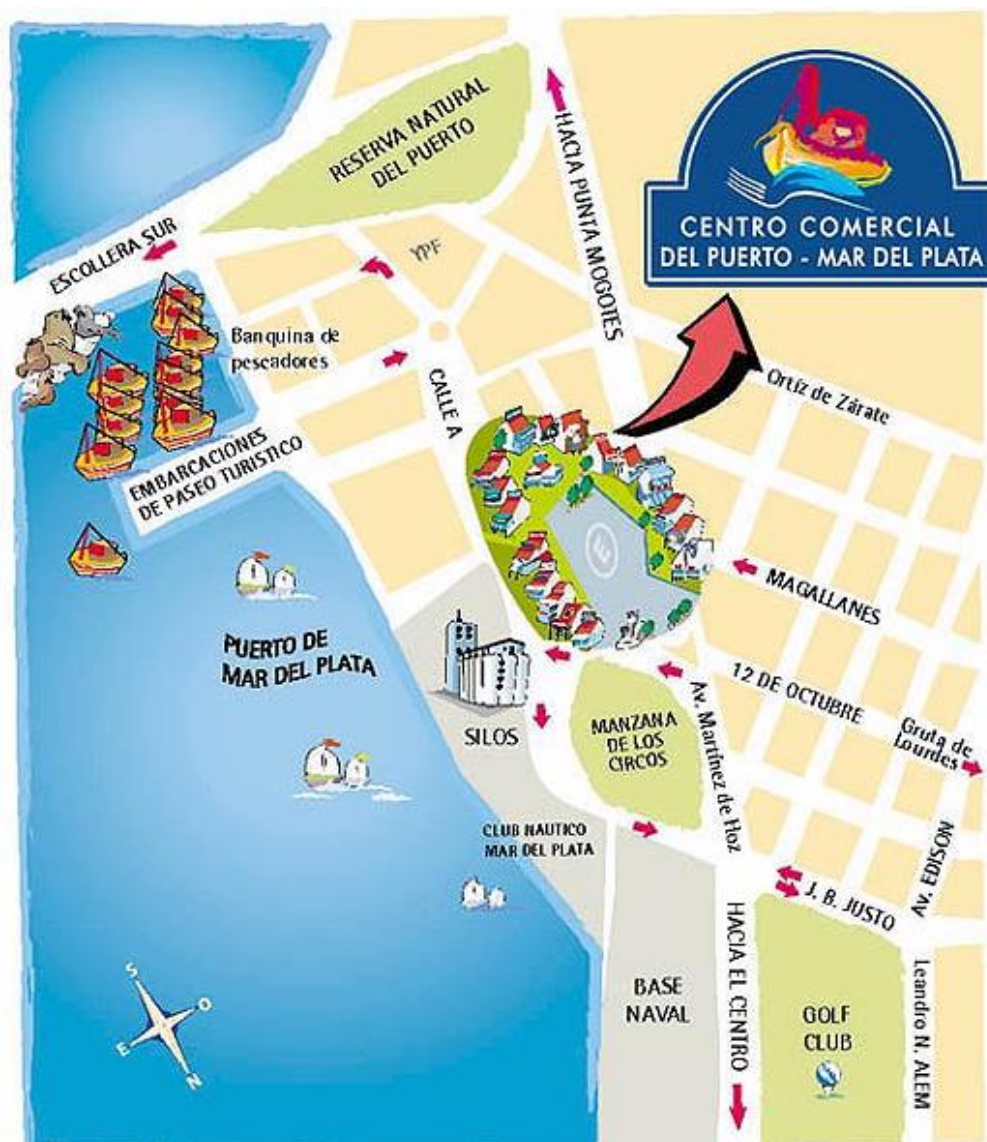 RESERVA NATURAL
DEL PUERTO
HACIA PUNTA MOGOTES
CENTRO COMERCIAL
DEL PUERTO - MAR DEL PLATA
ESCOLLERA SUR
YPF
Banquina de
pescadores
CALLE A
Ortíz de Zárate
EMBARCACIONES
DE PASEO TURISTICO
E
MAGALLANES
PUERTO DE
MAR DEL PLATA
12 DE OCTUBRE
Av. Martínez de Hoz
SILOS
MANZANA
DE LOS
CIRCOS
Gruta de
Lourdes
CLUB NAUTICO
MAR DEL PLATA
Av. EDISON
J. B. JUSTO
HACIA EL CENTRO
BASE
NAVAL
GOLF
CLUB
Leandro N. ALEM
S
O
E
N